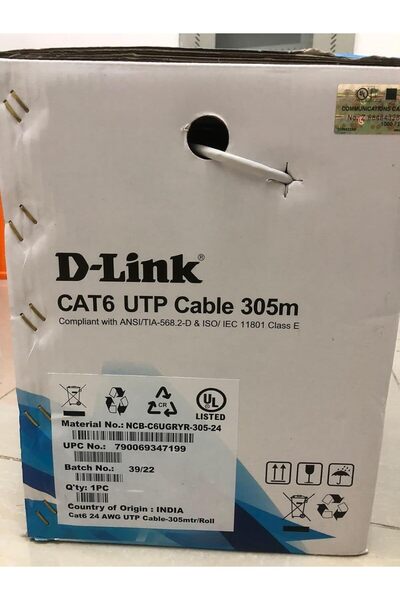 COMMUNICATIONS CA
D-Link®
CAT6 UTP Cable 305m
Compliant with ANSI/TIA-568.2-D & ISO/ IEC 11801 Class E
CR
UL
LISTED
Material No.: NCB-C6UGRYR-305-24
UPC No.: 790069347199
Batch No.: 39/22
Q'ty: 1PC
Country of Origin : INDIA
Cat6 24 AWG UTP Cable-305mtr/Roll